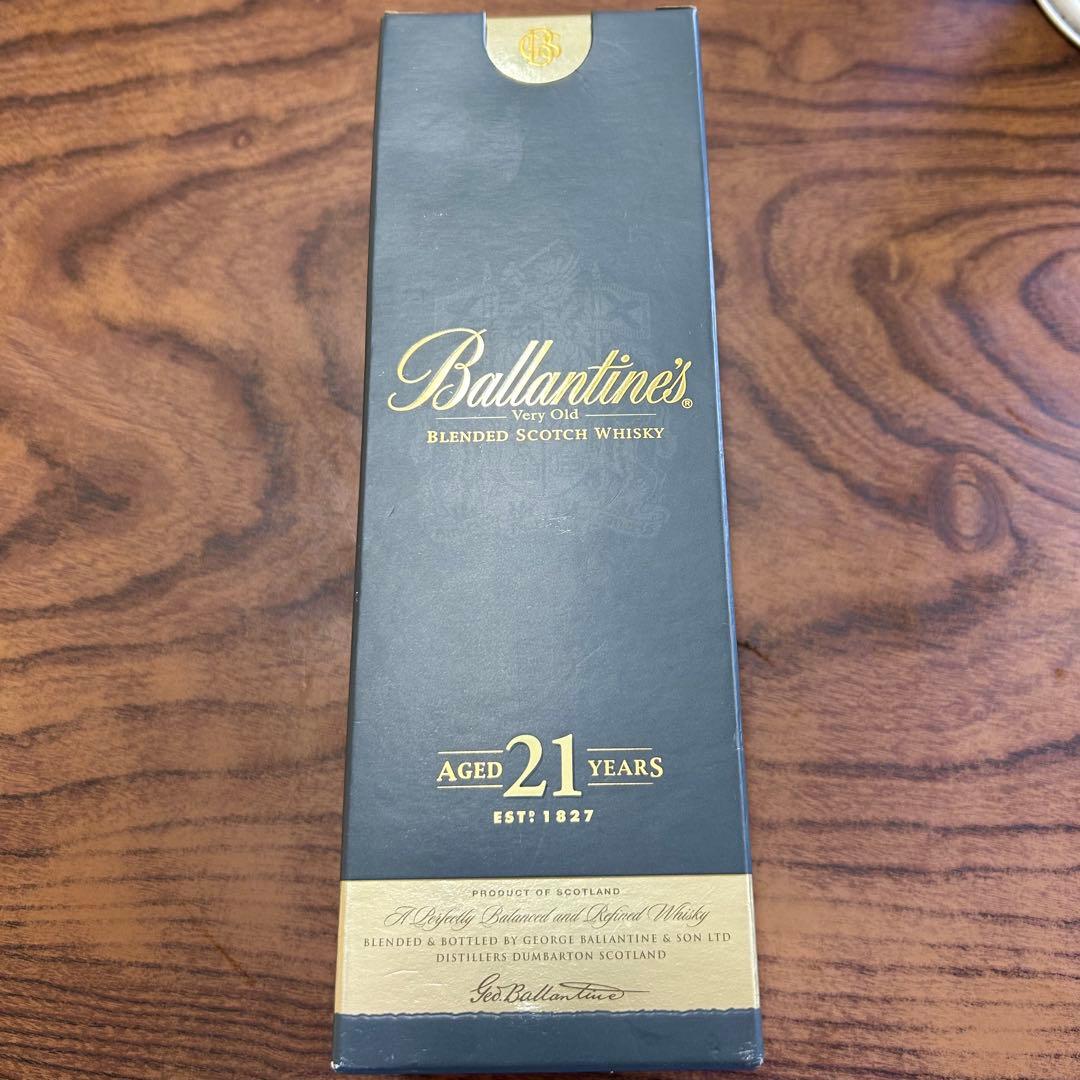 Ballantine's®
Very Old
BLENDED SCOTCH WHISKY
AGED 21 YEARS
ESTD. 1827
PRODUCT OF SCOTLAND
A Perfectly Balanced and Refined Whisky
BLENDED & BOTTLED BY GEORGE BALLANTINE & SON LTD
DISTILLERS DUMBARTON SCOTLAND
Geo. Ballantine